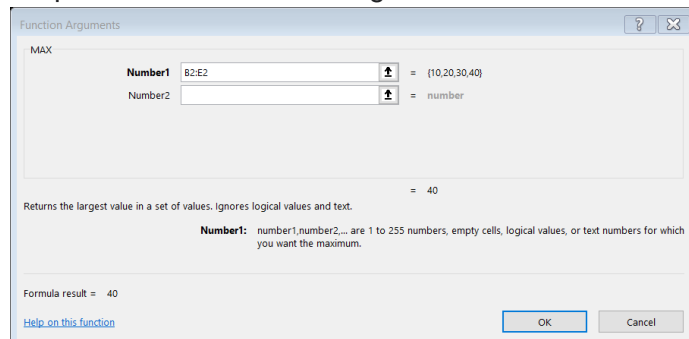 Function Arguments
? 
MAX
Number1 B2:E2 = {10,20,30,40}
Number2 = number
= 40
Returns the largest value in a set of values. Ignores logical values and text.
Number1: number1,number2,... are 1 to 255 numbers, empty cells, logical values, or text numbers for which
you want the maximum.
Formula result = 40
Help on this function
OK Cancel